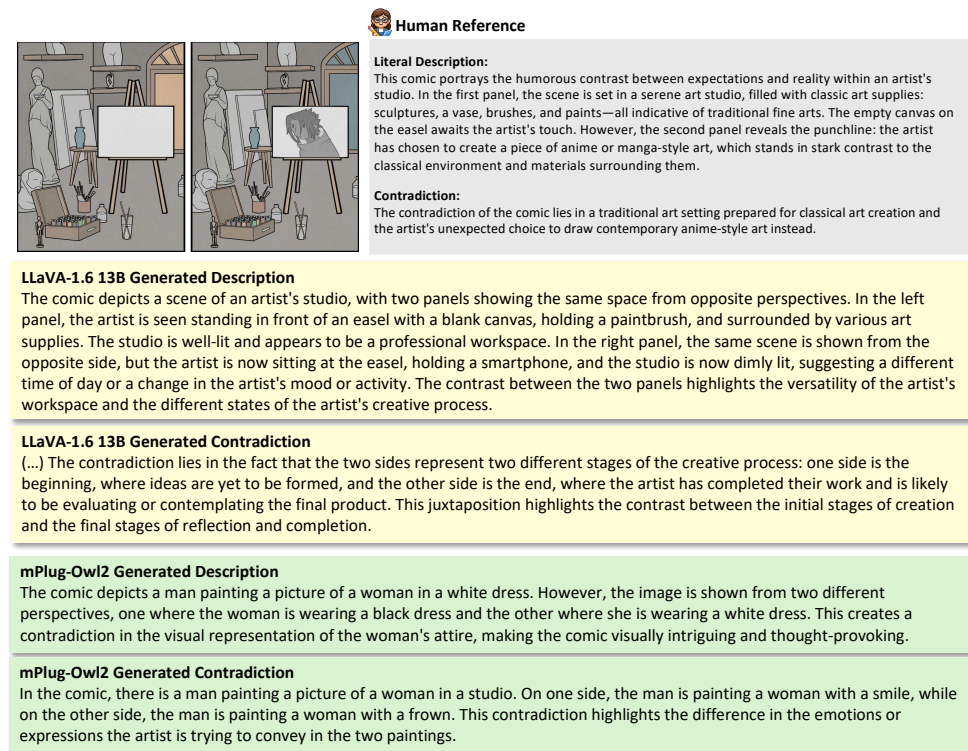 Human Reference
Literal Description:
This comic portrays the humorous contrast between expectations and reality within an artist's
studio. In the first panel, the scene is set in a serene art studio, filled with classic art supplies:
sculptures, a vase, brushes, and paints—all indicative of traditional fine arts. The empty canvas on
the easel awaits the artist's touch. However, the second panel reveals the punchline: the artist
has chosen to create a piece of anime or manga-style art, which stands in stark contrast to the
classical environment and materials surrounding them.
Contradiction:
The contradiction of the comic lies in a traditional art setting prepared for classical art creation and
the artist's unexpected choice to draw contemporary anime-style art instead.
LLaVA-1.6 13B Generated Description
The comic depicts a scene of an artist's studio, with two panels showing the same space from opposite perspectives. In the left
panel, the artist is seen standing in front of an easel with a blank canvas, holding a paintbrush, and surrounded by various art
supplies. The studio is well-lit and appears to be a professional workspace. In the right panel, the same scene is shown from the
opposite side, but the artist is now sitting at the easel, holding a smartphone, and the studio is now dimly lit, suggesting a different
time of day or a change in the artist's mood or activity. The contrast between the two panels highlights the versatility of the artist's
workspace and the different states of the artist's creative process.
LLaVA-1.6 13B Generated Contradiction
(...) The contradiction lies in the fact that the two sides represent two different stages of the creative process: one side is the
beginning, where ideas are yet to be formed, and the other side is the end, where the artist has completed their work and is likely
to be evaluating or contemplating the final product. This juxtaposition highlights the contrast between the initial stages of creation
and the final stages of reflection and completion.
mPlug-Owl2 Generated Description
The comic depicts a man painting a picture of a woman in a white dress. However, the image is shown from two different
perspectives, one where the woman is wearing a black dress and the other where she is wearing a white dress. This creates a
contradiction in the visual representation of the woman's attire, making the comic visually intriguing and thought-provoking.
mPlug-Owl2 Generated Contradiction
In the comic, there is a man painting a picture of a woman in a studio. On one side, the man is painting a woman with a smile, while
on the other side, the man is painting a woman with a frown. This contradiction highlights the difference in the emotions or
expressions the artist is trying to convey in the two paintings.